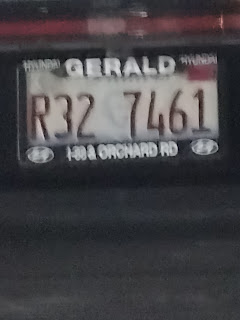 HYUNDAI GERALD HYUNDAI
R32 7461
I-88 & ORCHARD RD